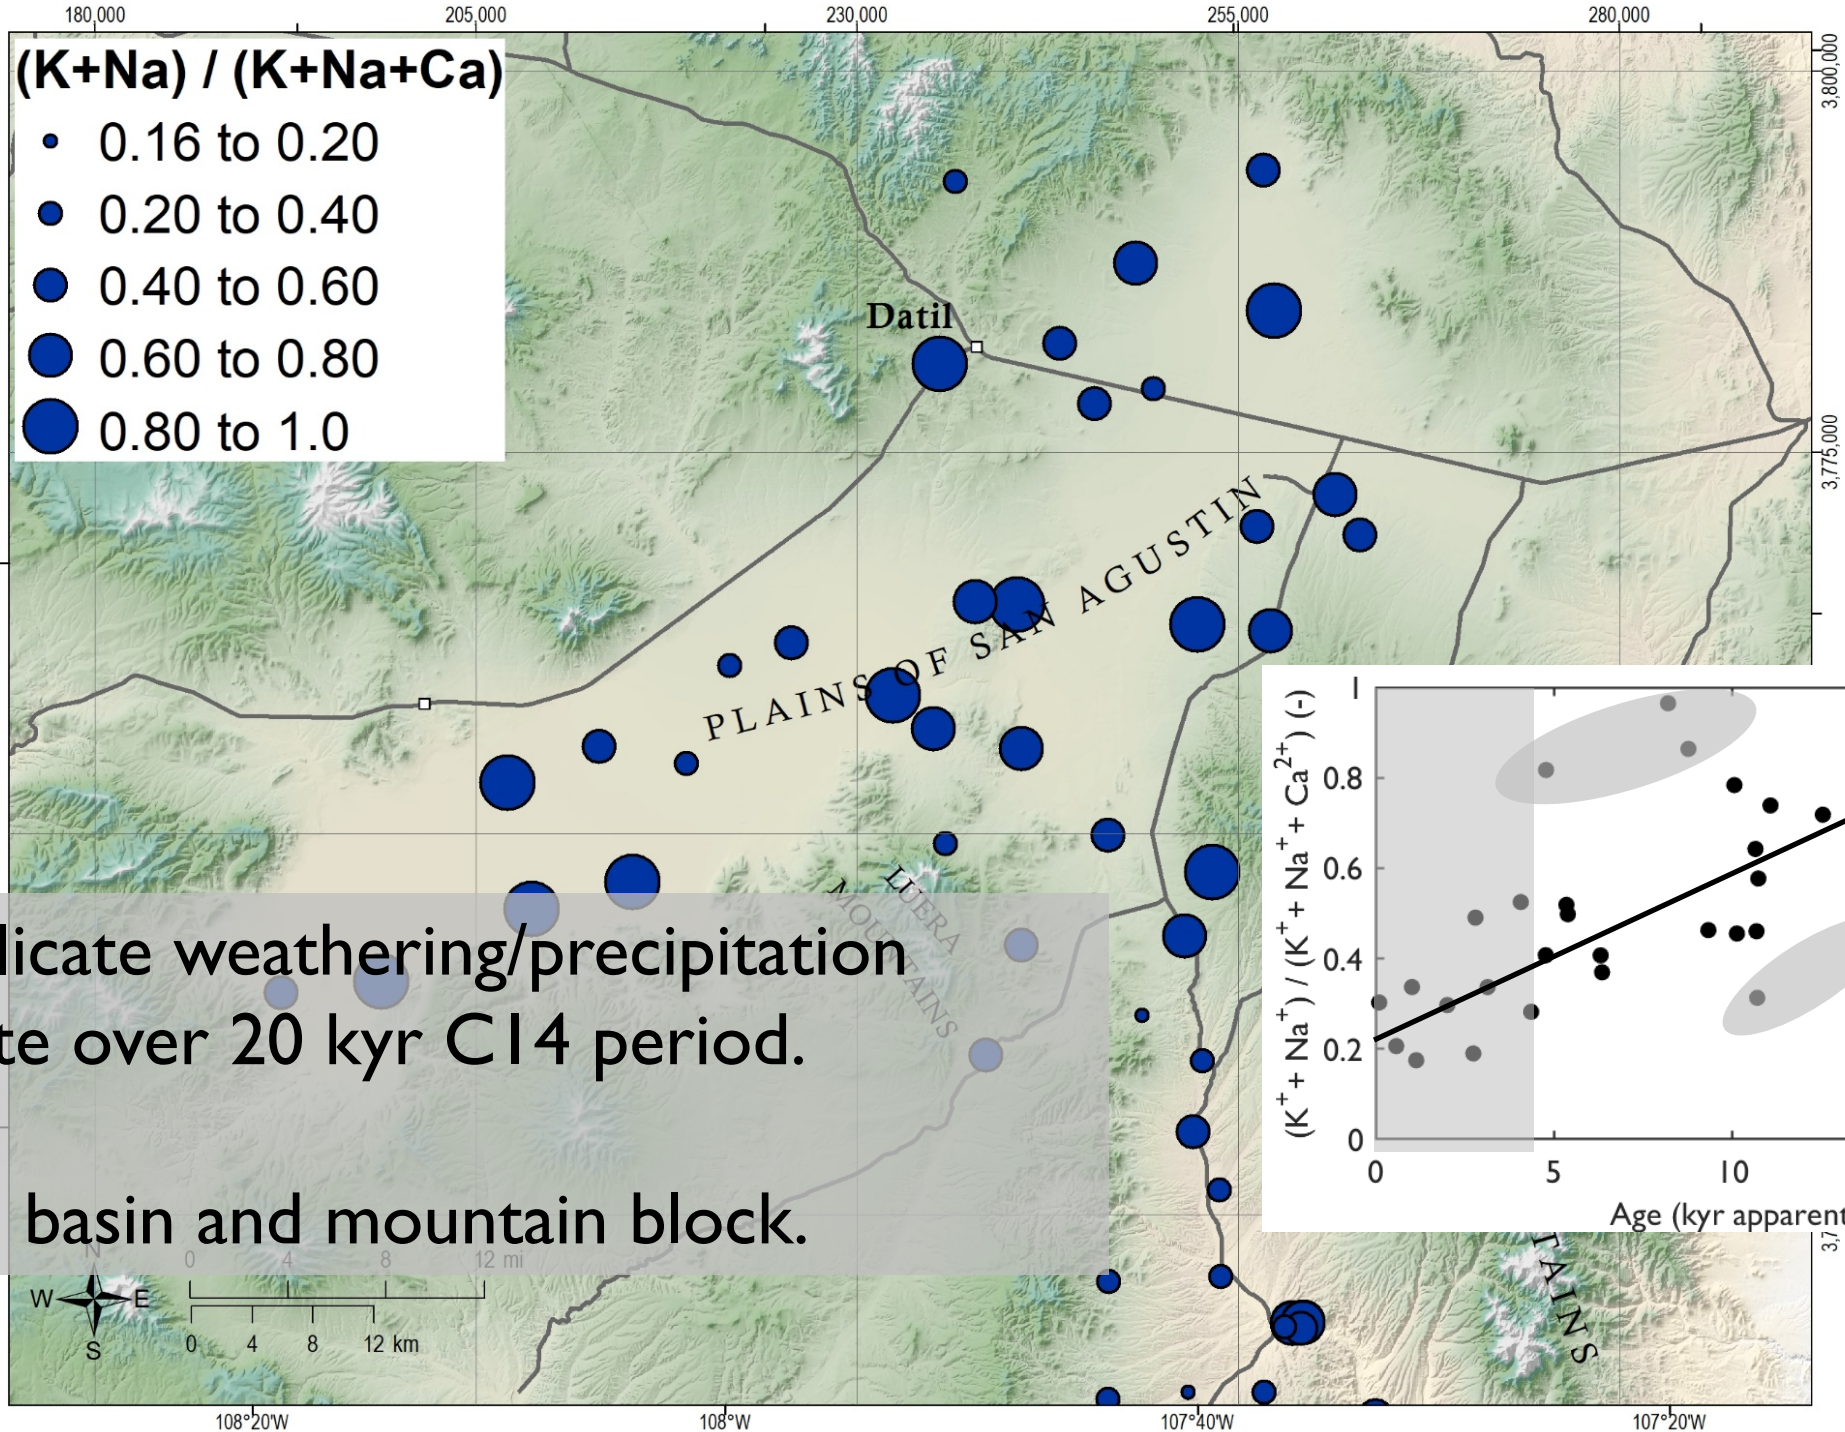 180,000 205,000 230,000 255,000 280,000
(K+Na) / (K+Na+Ca)
0.16 to 0.20
0.20 to 0.40
0.40 to 0.60
0.60 to 0.80
0.80 to 1.0
3,800,000
Datil
3,775,000
PLAINS OF SAN AGUSTIN
LUERA
MOUNTAINS
licate weathering/precipitation
te over 20 kyr C14 period.
basin and mountain block.
(K⁺ + Na⁺) / (K⁺ + Na⁺ + Ca²⁺) (-)
1
0.8
0.6
0.4
0.2
0
0 5 10
Age (kyr apparent
3,7
TAINS
N
W E
S
0 4 8 12 mi
0 4 8 12 km
108°20'W 108°W 107°40'W 107°20'W